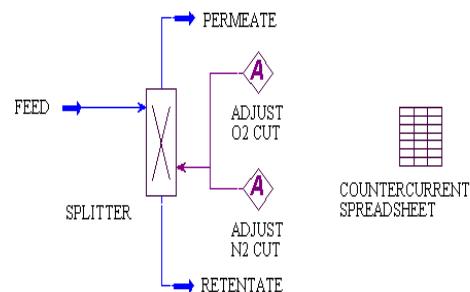 PERMEATE
A
FEED
ADJUST
O2 CUT
A
COUNTERCURRENT
SPREADSHEET
SPLITTER
ADJUST
N2 CUT
RETENTATE